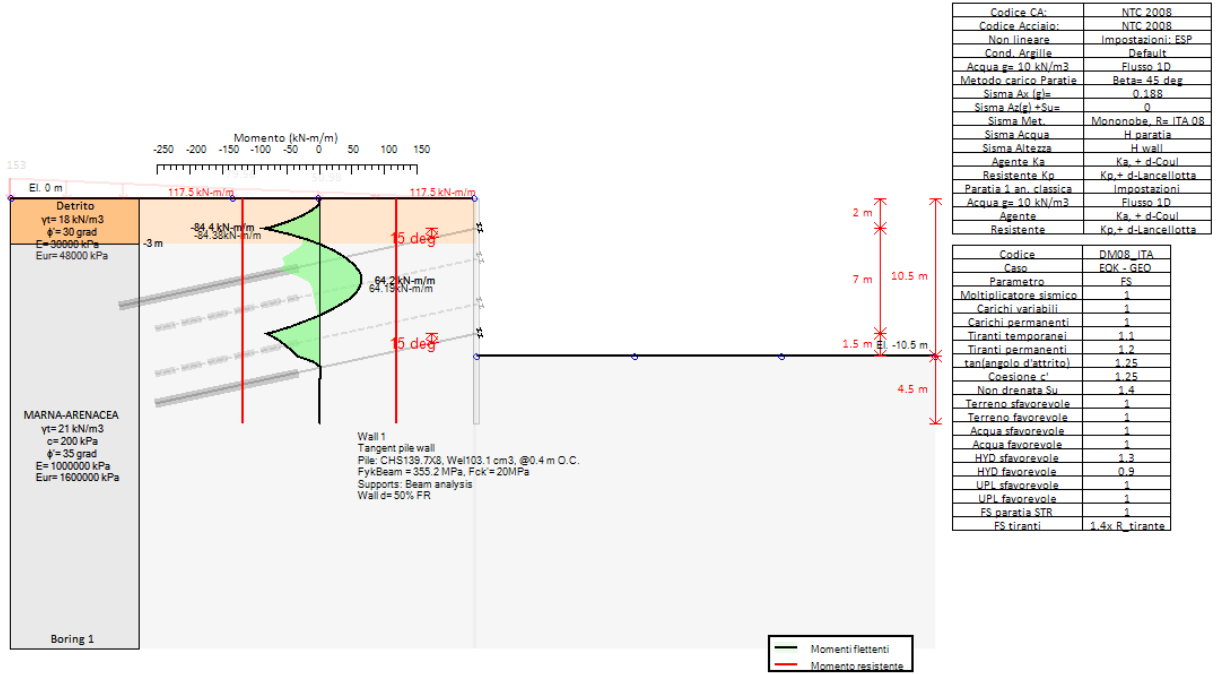 Codice CA: NTC 2008
Codice Acciaio: NTC 2008
Non lineare Impostazioni: ESP
Cond. Argille Default
Acqua g= 10 kN/m3 Flusso 1D
Metodo carico Paratie Beta= 45 deg
Sisma Ax (g)= 0.188
Sisma Az(g) +Su= 0
Sisma Met. Mononobe, R= ITA 08
Sisma Acqua H paratia
Sisma Altezza H wall
Agente Ka Ka, + d-Coul
Resistente Kp Kp,+ d-Lancellotta
Paratia 1 an. classica Impostazioni
Acqua g= 10 kN/m3 Flusso 1D
Agente Ka, + d-Coul
Resistente Kp,+ d-Lancellotta
Codice DM08_ITA
Caso EQK - GEO
Parametro FS
Moltiplicatore sismico 1
Carichi variabili 1
Carichi permanenti 1
Tiranti temporanei 1.1
Tiranti permanenti 1.2
tan(angolo d'attrito) 1.25
Coesione c' 1.25
Non drenata Su 1.4
Terreno sfavorevole 1
Terreno favorevole 1
Acqua sfavorevole 1
Acqua favorevole 1
HYD sfavorevole 1.3
HYD favorevole 0.9
UPL sfavorevole 1
UPL favorevole 1
FS paratia STR 1
FS tiranti 1.4x R_tirante
Momento (kN-m/m)
-250 -200 -150 -100 -50 0 50 100 150
153
El. 0 m
117.5 kN-m/m 117.5 kN-m/m
Detrito
γt= 18 kN/m3
ϕ'= 30 grad
E= 30000 kPa
Eur= 48000 kPa
-3 m
-84.4 kN-m/m
-84.38kN-m/m
15 deg
64.2 kN-m/m
64.19kN-m/m
15 deg
2 m
7 m
10.5 m
1.5 m
El. -10.5 m
4.5 m
MARNA-ARENACEA
γt= 21 kN/m3
c= 200 kPa
ϕ'= 35 grad
E= 1000000 kPa
Eur= 1600000 kPa
Wall 1
Tangent pile wall
Pile: CHS139.7X8, Wel103.1 cm3, @0.4 m O.C.
FykBeam = 355.2 MPa, Fck'= 20MPa
Supports: Beam analysis
Wall d= 50% FR
Boring 1
Momenti flettenti
Momento resistente